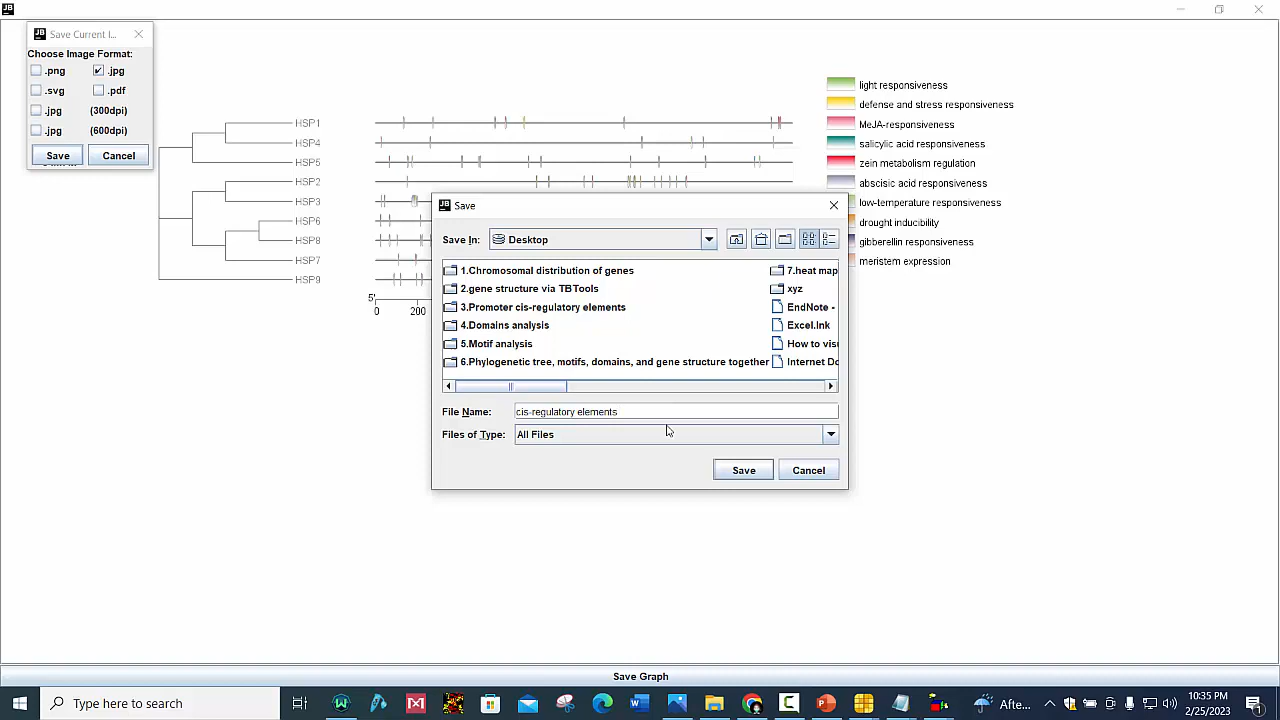 JB
JB Save Current I...
Choose Image Format:
.png .jpg
.svg .pdf
.jpg (300dpi)
.jpg (600dpi)
Save Cancel
HSP1
HSP4
HSP5
HSP2
HSP3
HSP6
HSP8
HSP7
HSP9
5'
0 200
light responsiveness
defense and stress responsiveness
MeJA-responsiveness
salicylic acid responsiveness
zein metabolism regulation
abscisic acid responsiveness
low-temperature responsiveness
drought inducibility
gibberellin responsiveness
meristem expression
JB Save
Save In: Desktop
1.Chromosomal distribution of genes
2.gene structure via TBTools
3.Promoter cis-regulatory elements
4.Domains analysis
5.Motif analysis
6.Phylogenetic tree, motifs, domains, and gene structure together
7.heat map
xyz
EndNote -
Excel.lnk
How to
Internet
File Name: cis-regulatory elements
Files of Type: All Files
Save Cancel
Save Graph
Type here to search
Afte...
10:35 PM
2/25/2023